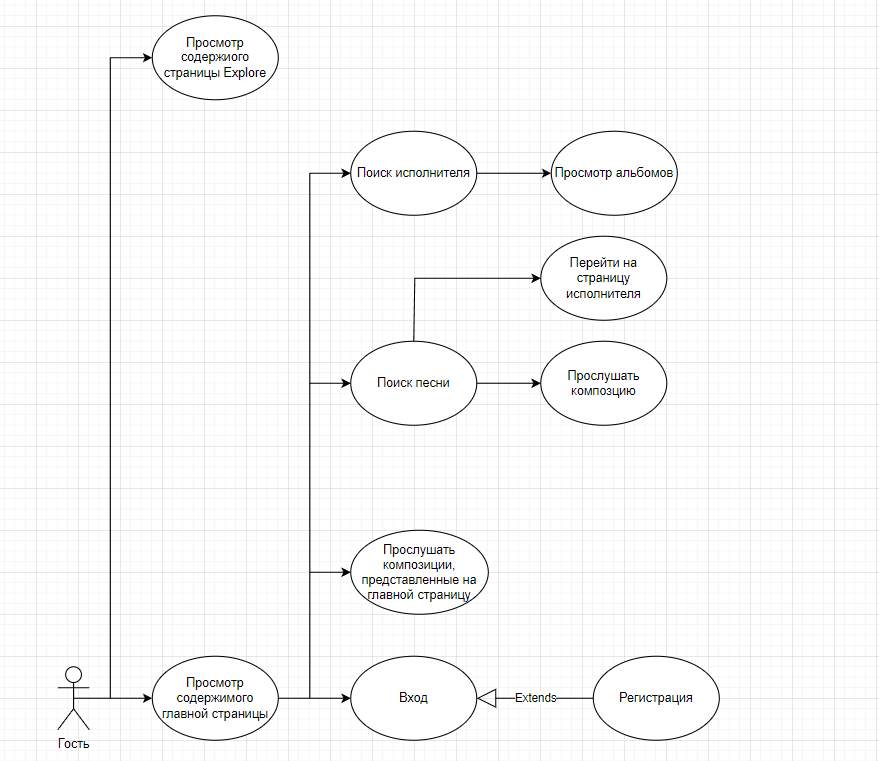 Просмотр
содержиого
страницы Explore
Поиск исполнителя
Просмотр альбомов
Перейти на
страницу
исполнителя
Поиск песни
Прослушать
композцию
Прослушать
композиции,
представленные на
главной страницу
Просмотр
содержимого
главной страницы
Вход
Extends
Регистрация
Гость